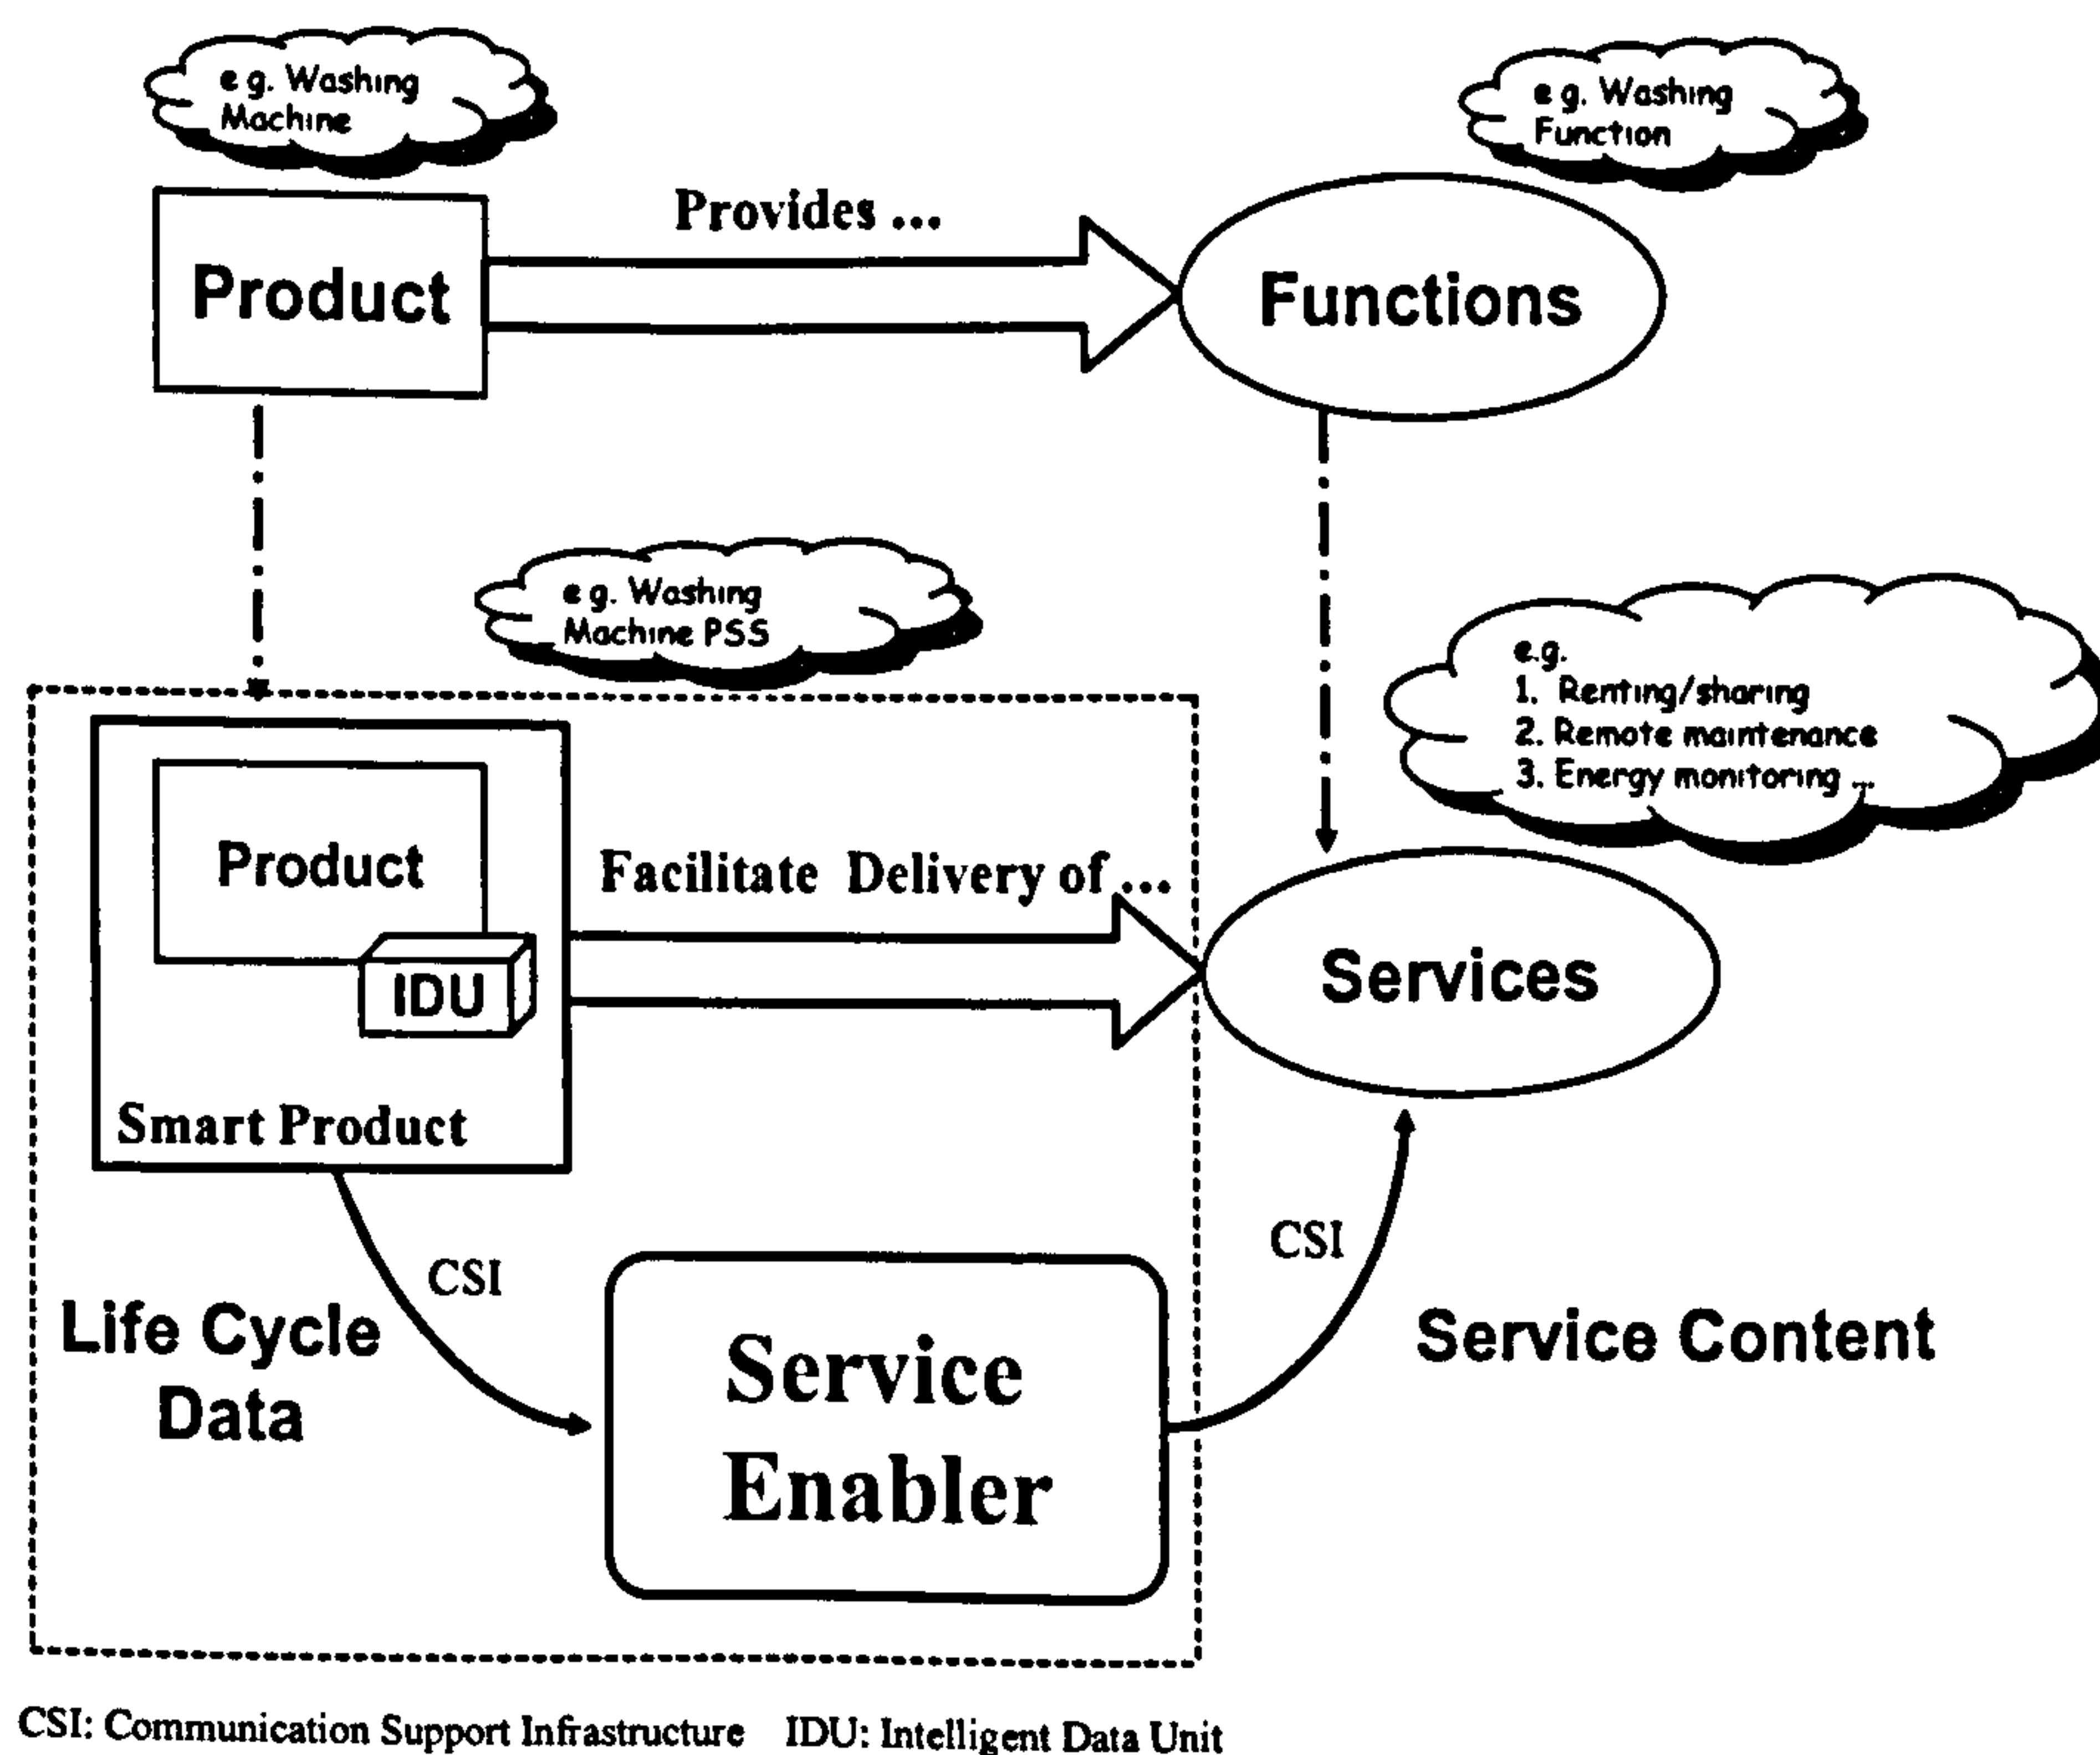 e g. Washing
Machine
e g. Washing
Function
Provides ...
Product
Functions
e g. Washing
Machine PSS
e.g.
1. Renting/sharing
2. Remote maintenance
3. Energy monitoring ...
Product
IDU
Smart Product
Facilitate Delivery of ...
Services
CSI
CSI
Life Cycle
Data
Service
Enabler
Service Content
CSI: Communication Support Infrastructure IDU: Intelligent Data Unit